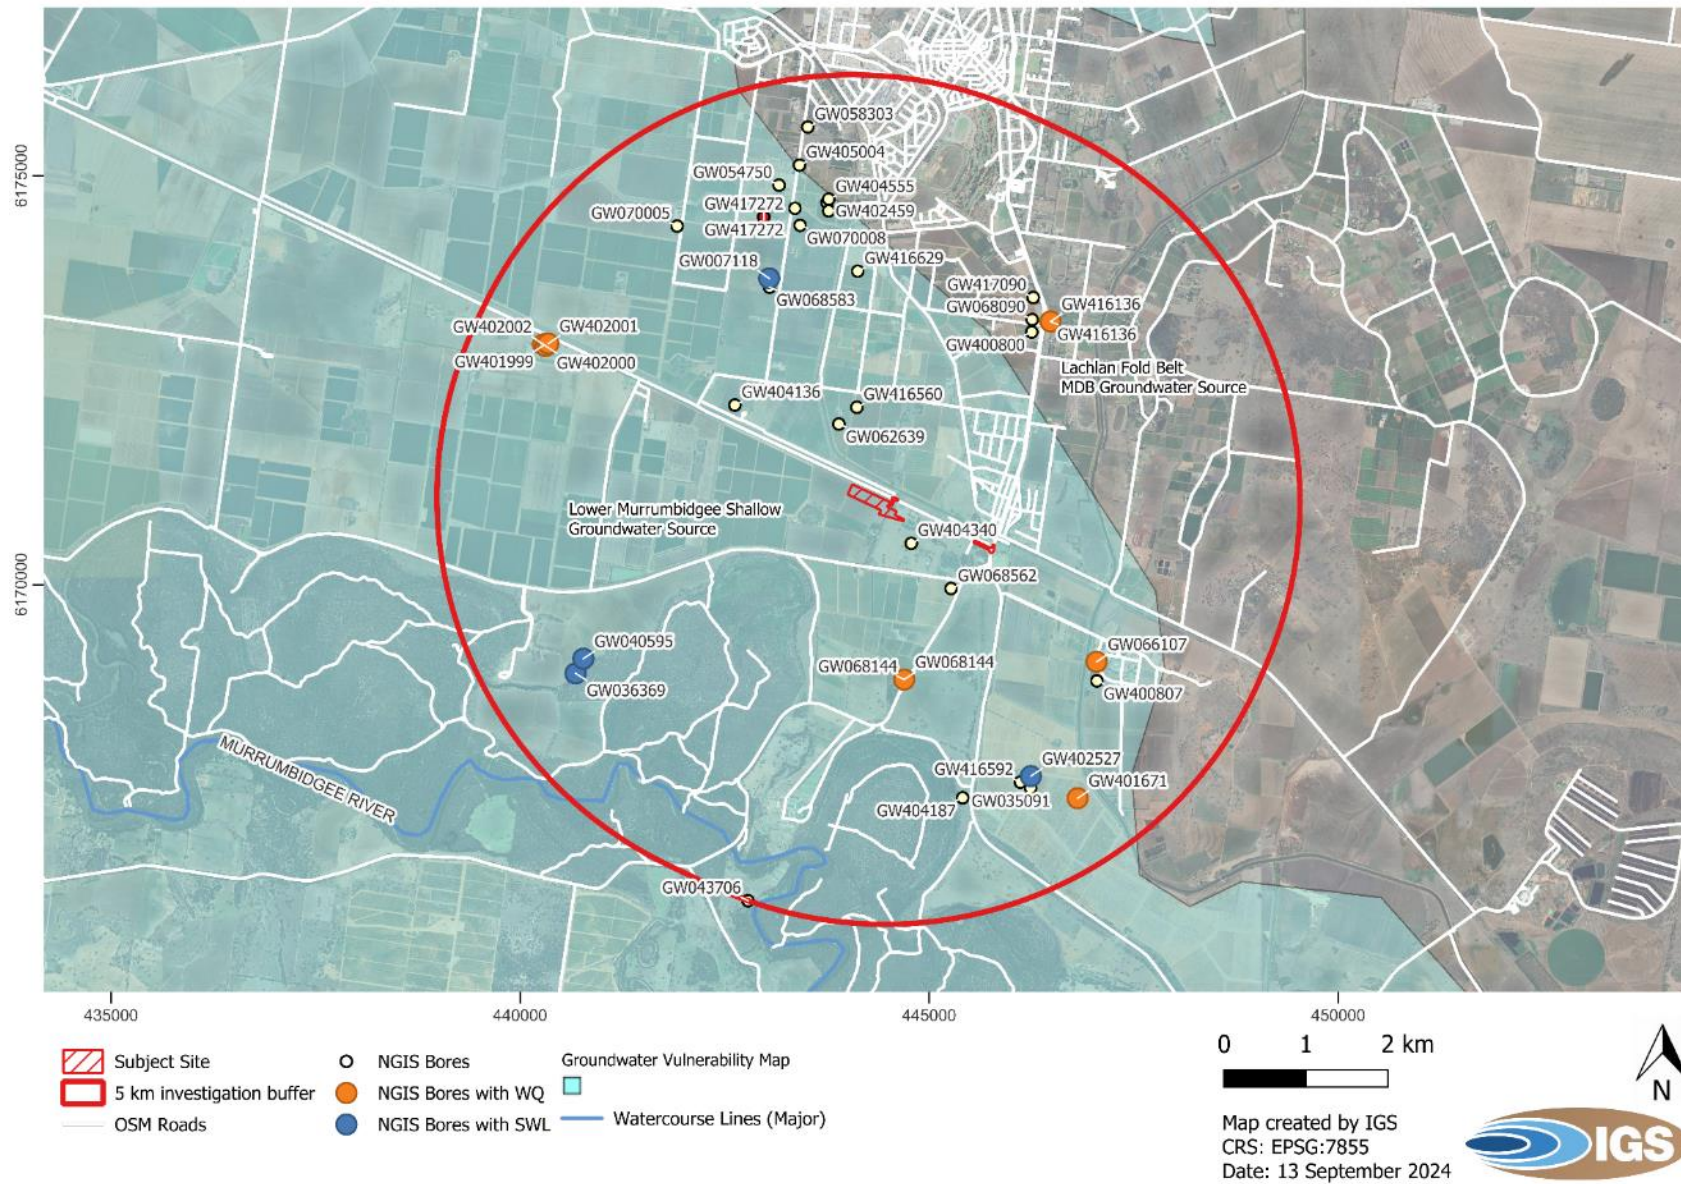 GW058303
GW405004
GW054750
GW404555
GW417272
GW402459
GW070005
GW417272
GW070008
GW007118
GW416629
GW068583
GW417090
GW068090
GW416136
GW402002
GW402001
GW416136
GW400800
GW401999
GW402000
Lachlan Fold Belt
MDB Groundwater Source
GW404136
GW416560
GW062639
Lower Murrumbidgee Shallow
Groundwater Source
GW404340
GW068562
GW040595
GW066107
GW068144
GW068144
GW036369
GW400807
MURRUMBIDGEE RIVER
GW402527
GW416592
GW401671
GW035091
GW404187
GW043706
6175000
6170000
435000
440000
445000
450000
Subject Site
5 km investigation buffer
OSM Roads
NGIS Bores
NGIS Bores with WQ
NGIS Bores with SWL
Groundwater Vulnerability Map
Watercourse Lines (Major)
0 1 2 km
N
Map created by IGS
CRS: EPSG:7855
Date: 13 September 2024
IGS